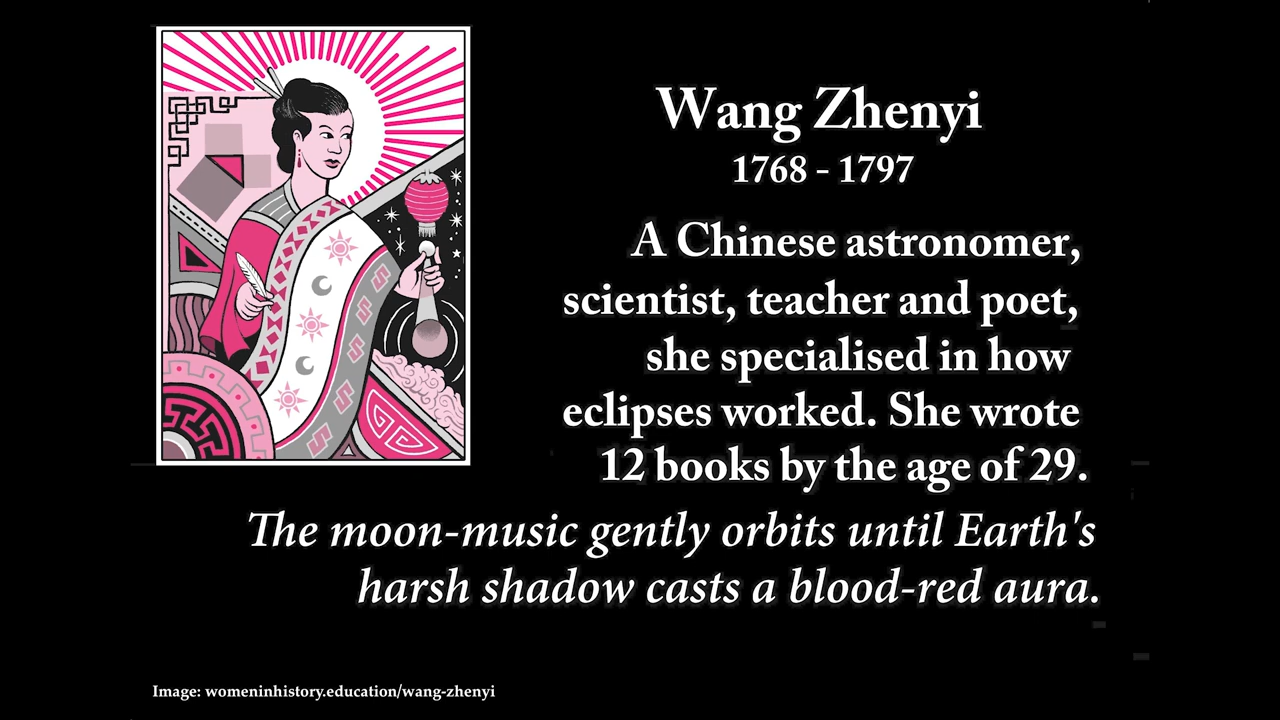 Wang Zhenyi
1768 - 1797
A Chinese astronomer,
scientist, teacher and poet,
she specialised in how
eclipses worked. She wrote
12 books by the age of 29.
The moon-music gently orbits until Earth's
harsh shadow casts a blood-red aura.
Image: womeninhistory.education/wang-zhenyi